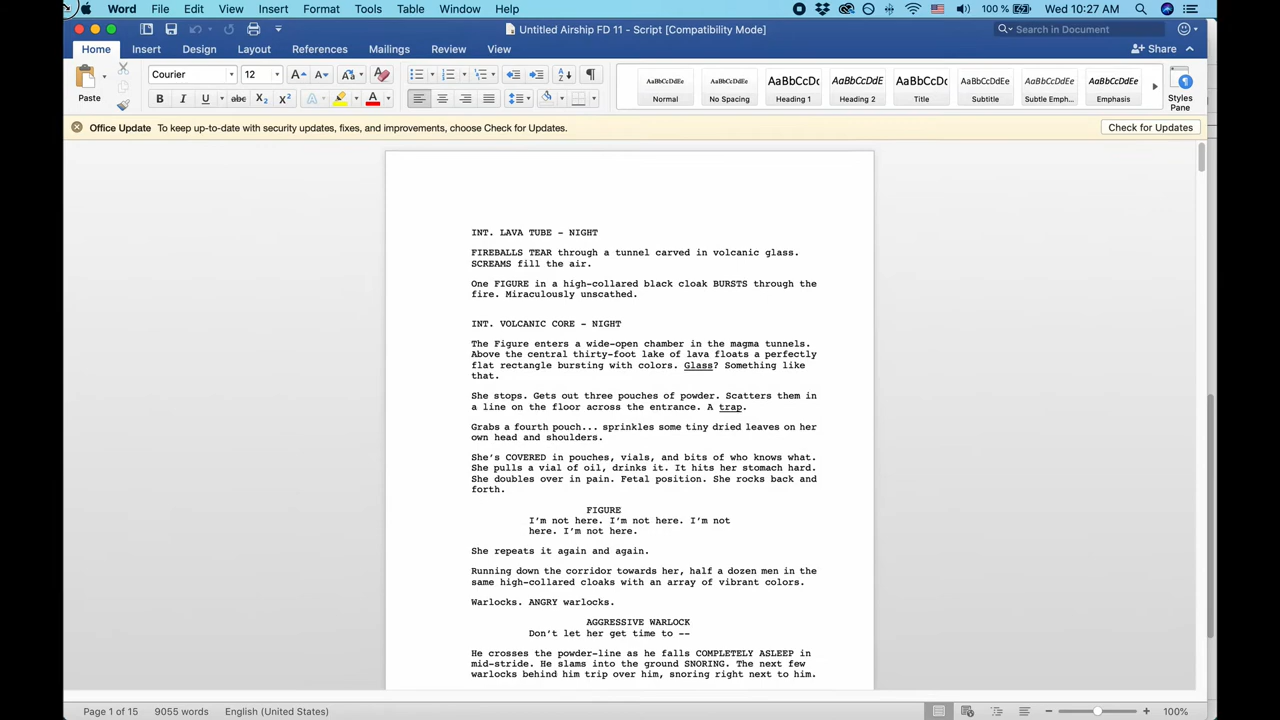 Word File Edit View Insert Format Tools Table Window Help 100 % Wed 10:27 AM
Untitled Airship FD 11 - Script [Compatibility Mode] Search in Document
Home Insert Design Layout References Mailings Review View Share
Paste Courier 12 AaBbCcDdEe AaBbCcDdEe AaBbCcDc AaBbCcDdEe AaBbCcDc AaBbCcDdEe AaBbCcDdEe AaBbCcDdEe
B I U abc X₂ X² A A Normal No Spacing Heading 1 Heading 2 Title Subtitle Subtle Emph... Emphasis Styles Pane
Office Update To keep up-to-date with security updates, fixes, and improvements, choose Check for Updates. Check for Updates
INT. LAVA TUBE - NIGHT
FIREBALLS TEAR through a tunnel carved in volcanic glass.
SCREAMS fill the air.
One FIGURE in a high-collared black cloak BURSTS through the
fire. Miraculously unscathed.
INT. VOLCANIC CORE - NIGHT
The Figure enters a wide-open chamber in the magma tunnels.
Above the central thirty-foot lake of lava floats a perfectly
flat rectangle bursting with colors. Glass? Something like
that.
She stops. Gets out three pouches of powder. Scatters them in
a line on the floor across the entrance. A trap.
Grabs a fourth pouch... sprinkles some tiny dried leaves on her
own head and shoulders.
She's COVERED in pouches, vials, and bits of who knows what.
She pulls a vial of oil, drinks it. It hits her stomach hard.
She doubles over in pain. Fetal position. She rocks back and
forth.
FIGURE
I'm not here. I'm not here. I'm not
here. I'm not here.
She repeats it again and again.
Running down the corridor towards her, half a dozen men in the
same high-collared cloaks with an array of vibrant colors.
Warlocks. ANGRY warlocks.
AGGRESSIVE WARLOCK
Don't let her get time to --
He crosses the powder-line as he falls COMPLETELY ASLEEP in
mid-stride. He slams into the ground SNORING. The next few
warlocks behind him trip over him, snoring right next to him.
Page 1 of 15 9055 words English (United States) 100%